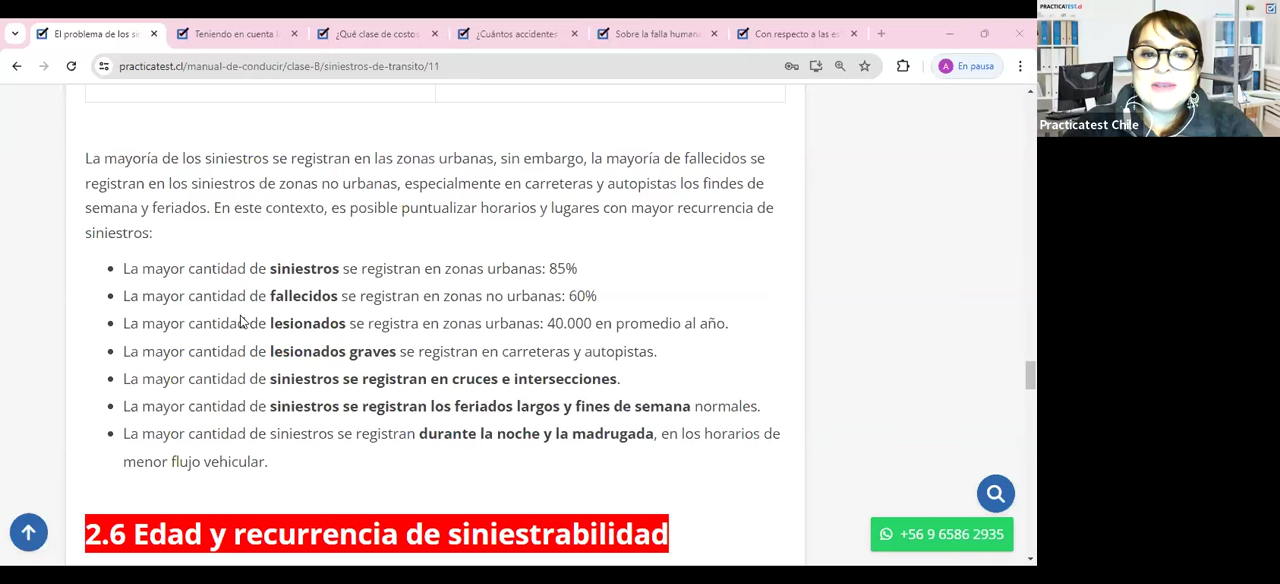 El problema de los si
Teniendo en cuenta l
¿Qué clase de costos
¿Cuántos accidentes
Sobre la falla humana
Con respecto a las es
practicatest.cl/manual-de-conducir/clase-B/siniestros-de-transito/11
A
En pausa
PRACTICATEST.cl
Practicatest Chile
La mayoría de los siniestros se registran en las zonas urbanas, sin embargo, la mayoría de fallecidos se
registran en los siniestros de zonas no urbanas, especialmente en carreteras y autopistas los findes de
semana y feriados. En este contexto, es posible puntualizar horarios y lugares con mayor recurrencia de
siniestros:
• La mayor cantidad de siniestros se registran en zonas urbanas: 85%
• La mayor cantidad de fallecidos se registran en zonas no urbanas: 60%
• La mayor cantidad de lesionados se registra en zonas urbanas: 40.000 en promedio al año.
• La mayor cantidad de lesionados graves se registran en carreteras y autopistas.
• La mayor cantidad de siniestros se registran en cruces e intersecciones.
• La mayor cantidad de siniestros se registran los feriados largos y fines de semana normales.
• La mayor cantidad de siniestros se registran durante la noche y la madrugada, en los horarios de
menor flujo vehicular.
2.6 Edad y recurrencia de siniestrabilidad
+56 9 6586 2935